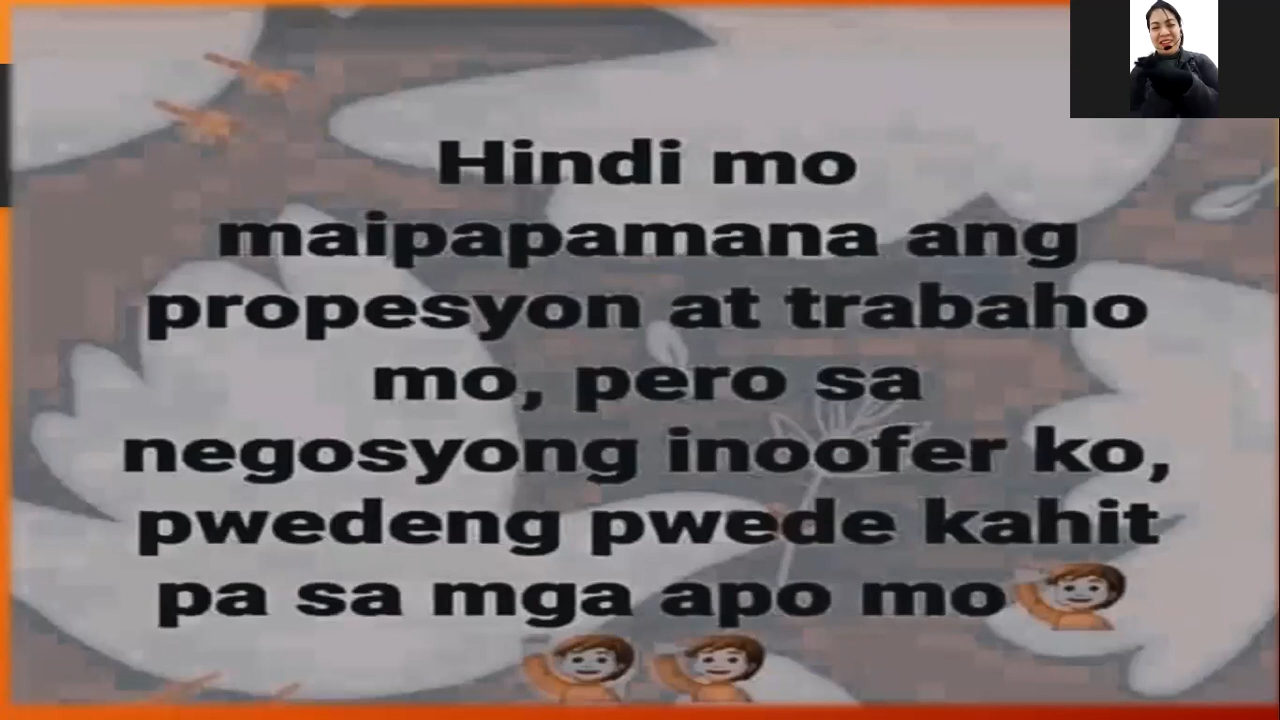 Hindi mo
maipapamana ang
propesyon at trabaho
mo, pero sa
negosyong inoofer ko,
pwedeng pwede kahit
pa sa mga apo mo🙋
🙋🙋